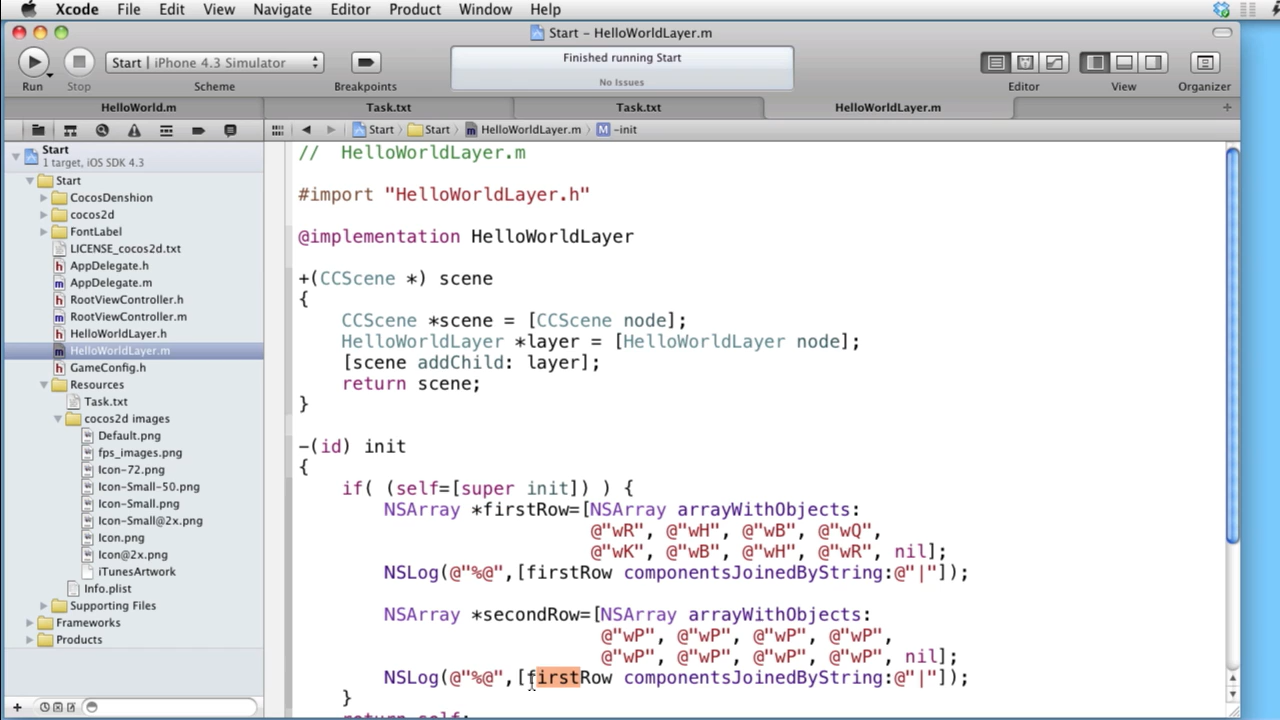 Xcode File Edit View Navigate Editor Product Window Help
Start – HelloWorldLayer.m
Start | iPhone 4.3 Simulator
Finished running Start
No Issues
Run Stop Scheme Breakpoints Editor View Organizer
HelloWorld.m Task.txt Task.txt HelloWorldLayer.m +
Start Start HelloWorldLayer.m M -init
Start
1 target, iOS SDK 4.3
Start
CocosDenshion
cocos2d
FontLabel
LICENSE_cocos2d.txt
h AppDelegate.h
m AppDelegate.m
h RootViewController.h
m RootViewController.m
h HelloWorldLayer.h
m HelloWorldLayer.m
h GameConfig.h
Resources
Task.txt
cocos2d images
Default.png
fps_images.png
Icon-72.png
Icon-Small-50.png
Icon-Small.png
Icon-Small@2x.png
Icon.png
Icon@2x.png
iTunesArtwork
Info.plist
Supporting Files
Frameworks
Products
// HelloWorldLayer.m
#import "HelloWorldLayer.h"
@implementation HelloWorldLayer
+(CCScene *) scene
{
CCScene *scene = [CCScene node];
HelloWorldLayer *layer = [HelloWorldLayer node];
[scene addChild: layer];
return scene;
}
-(id) init
{
if( (self=[super init]) ) {
NSArray *firstRow=[NSArray arrayWithObjects:
@"wR", @"wH", @"wB", @"wQ",
@"wK", @"wB", @"wH", @"wR", nil];
NSLog(@"%@",[firstRow componentsJoinedByString:@"|"]);
NSArray *secondRow=[NSArray arrayWithObjects:
@"wP", @"wP", @"wP", @"wP",
@"wP", @"wP", @"wP", @"wP", nil];
NSLog(@"%@",[firstRow componentsJoinedByString:@"|"]);
}
return self;